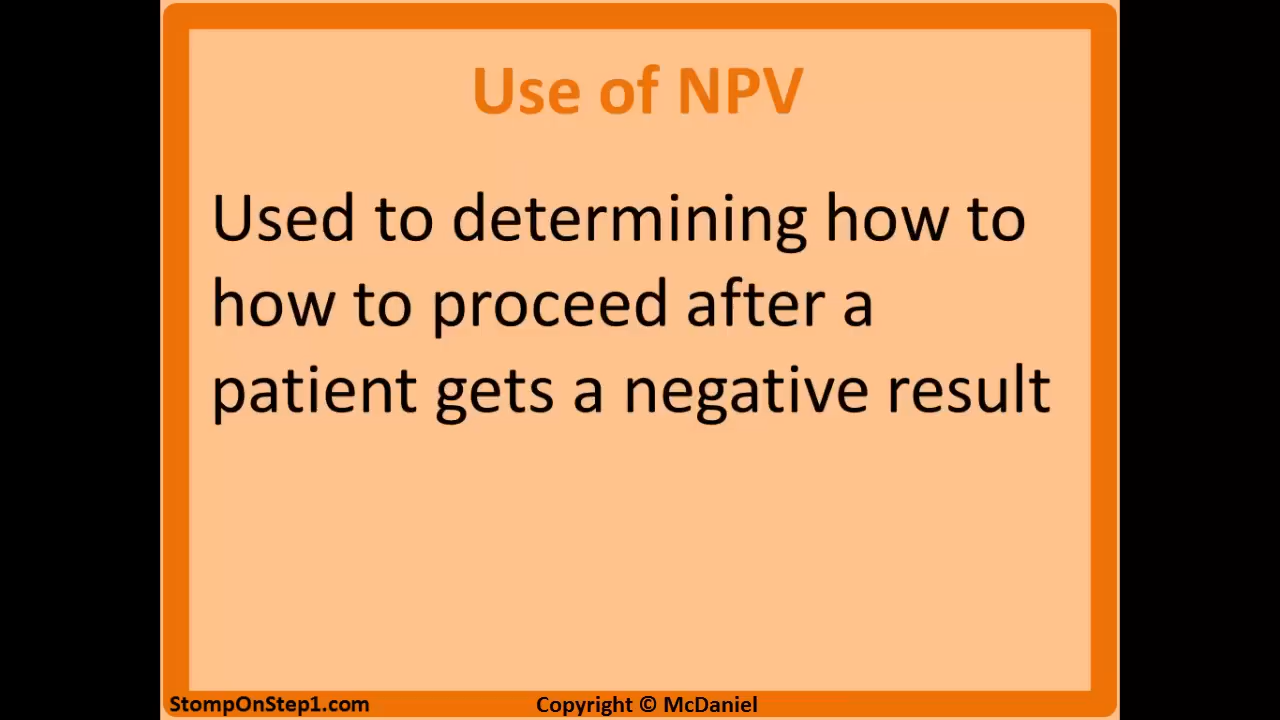 Use of NPV
Used to determining how to
how to proceed after a
patient gets a negative result
StompOnStep1.com
Copyright © McDaniel